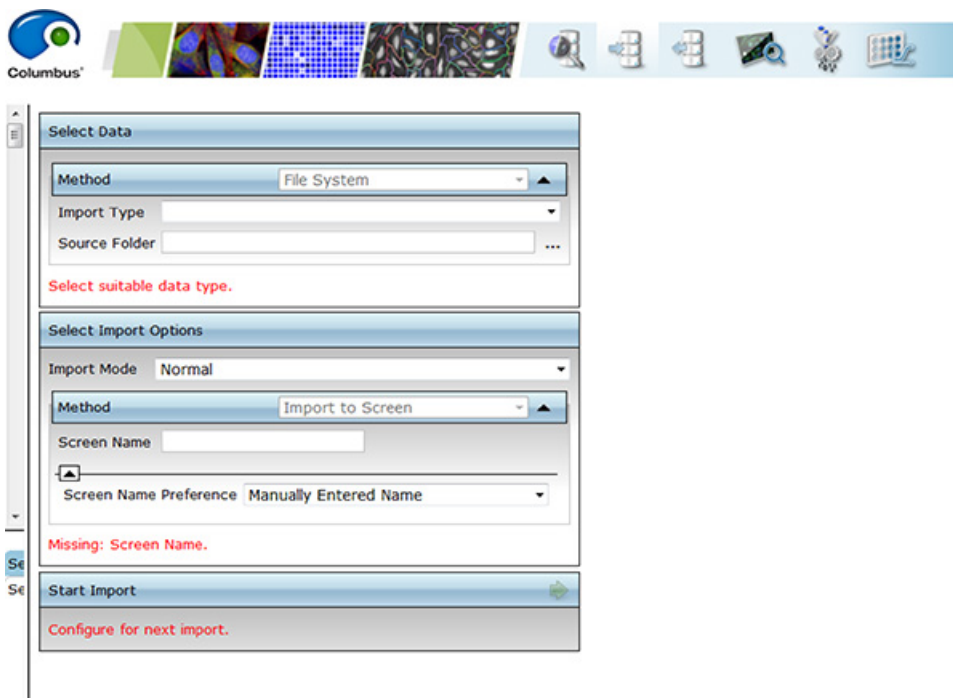 Columbus
Select Data
Method File System
Import Type
Source Folder ...
Select suitable data type.
Select Import Options
Import Mode Normal
Method Import to Screen
Screen Name
Screen Name Preference Manually Entered Name
Missing: Screen Name.
Se
Se
Start Import
Configure for next import.